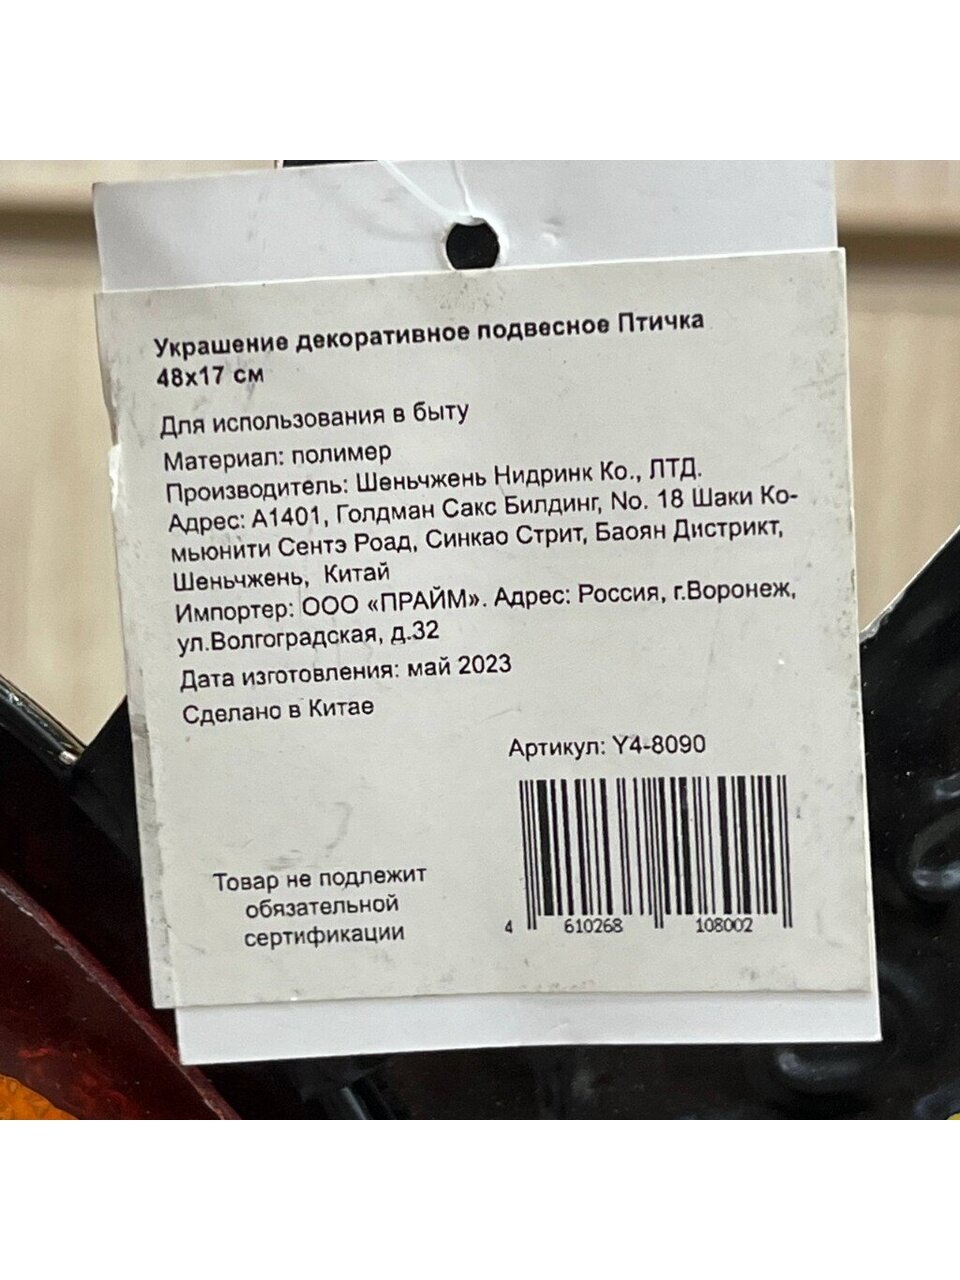 Украшение декоративное подвесное Птичка
48х17 см
Для использования в быту
Материал: полимер
Производитель: Шеньчжень Нидринк Ко., ЛТД.
Адрес: А1401, Голдман Сакс Билдинг, No. 18 Шаки Ко-
мьюнити Сентэ Роад, Синкао Стрит, Баоян Дистрикт,
Шеньчжень, Китай
Импортер: ООО «ПРАЙМ». Адрес: Россия, г.Воронеж,
ул.Волгоградская, д.32
Дата изготовления: май 2023
Сделано в Китае
Артикул: Y4-8090
Товар не подлежит
обязательной
сертификации
4 610268 108002